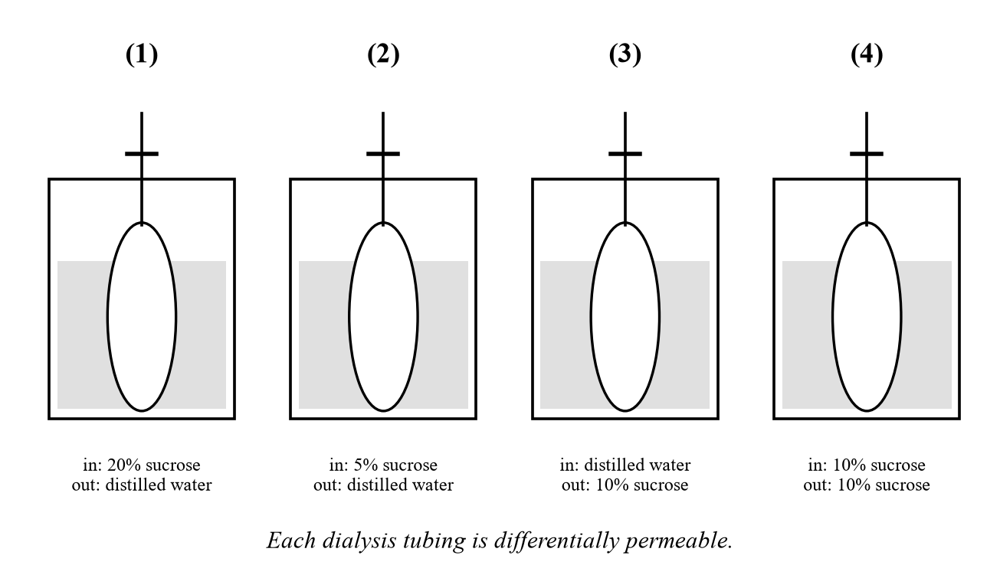 (1)
(2)
(3)
(4)
in: 20% sucrose
out: distilled water
in: 5% sucrose
out: distilled water
in: distilled water
out: 10% sucrose
in: 10% sucrose
out: 10% sucrose
Each dialysis tubing is differentially permeable.